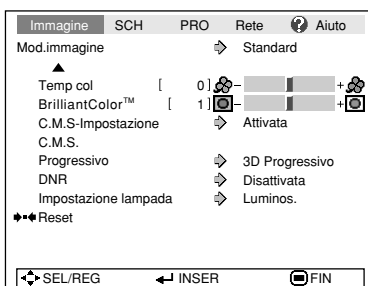 Immagine SCH PRO Rete ? Aiuto
Mod.immagine Standard
Temp col [ 0 ] - +
BrilliantColor™ [ 1 ] - +
C.M.S-Impostazione Attivata
C.M.S.
Progressivo 3D Progressivo
DNR Disattivata
Impostazione lampada Luminos.
Reset
SEL/REG INSER FIN